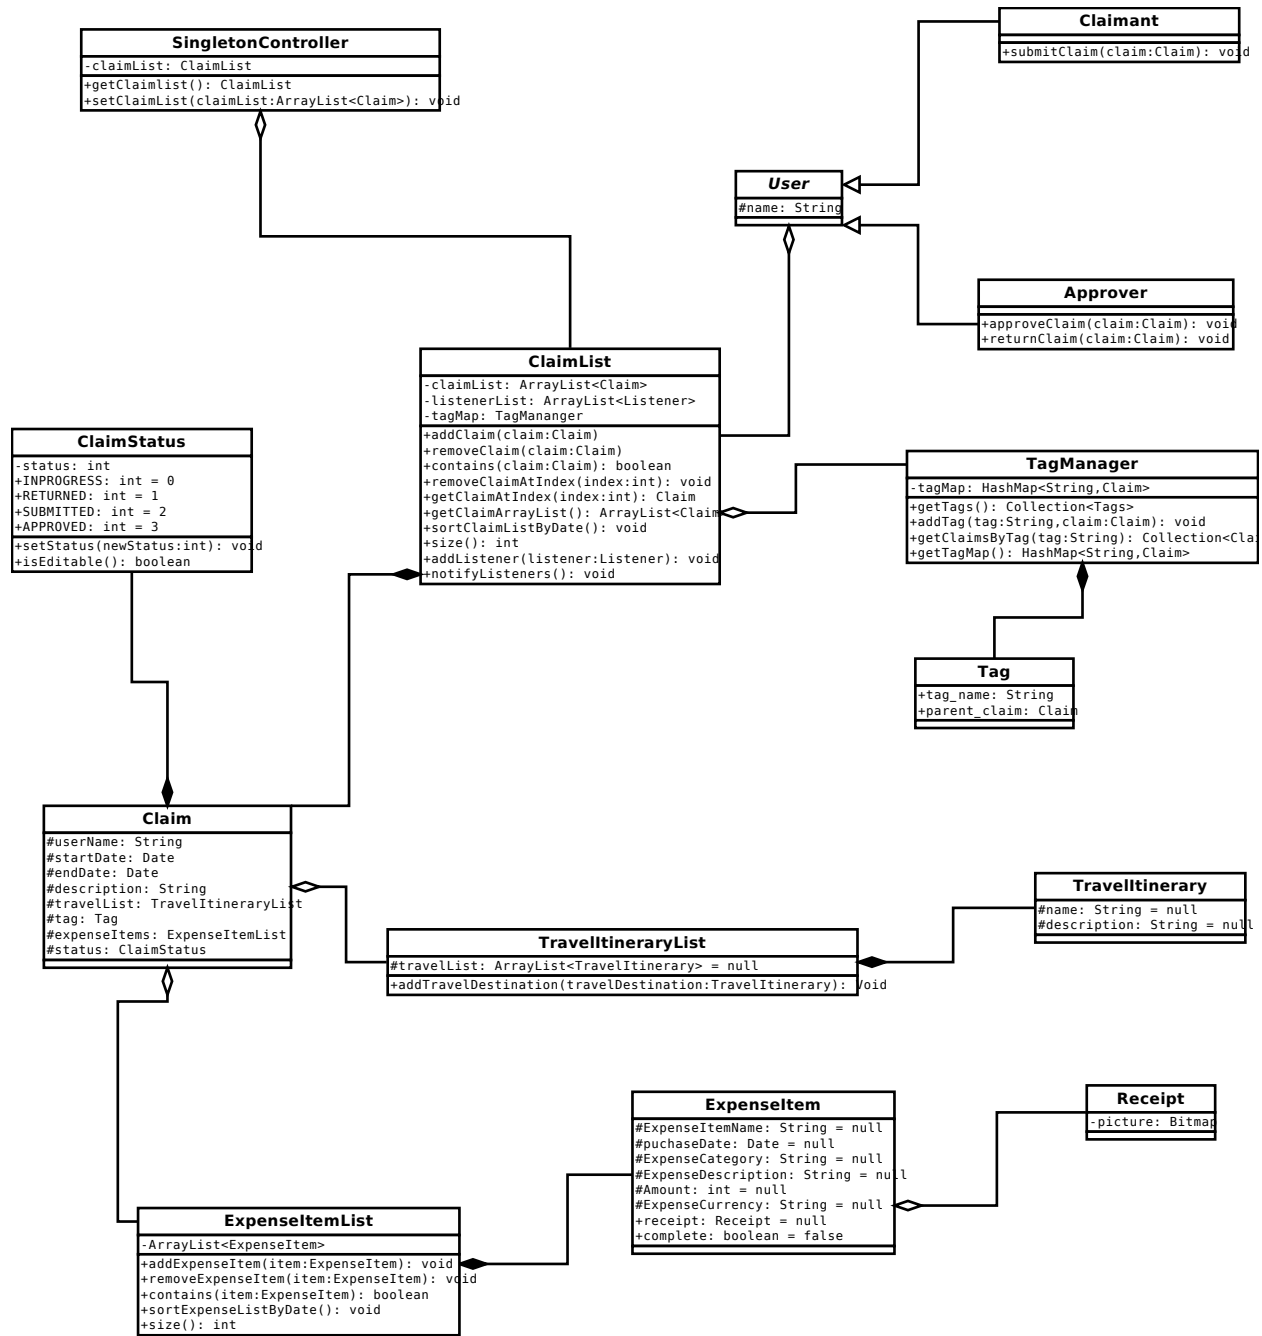 SingletonController
-claimList: ClaimList
+getClaimlist(): ClaimList
+setClaimList(claimList:ArrayList<Claim>): void
Claimant
+submitClaim(claim:Claim): void
User
#name: String
Approver
+approveClaim(claim:Claim): void
+returnClaim(claim:Claim): void
ClaimList
-claimList: ArrayList<Claim>
-listenerList: ArrayList<Listener>
-tagMap: TagMananger
+addClaim(claim:Claim)
+removeClaim(claim:Claim)
+contains(claim:Claim): boolean
+removeClaimAtIndex(index:int): void
+getClaimAtIndex(index:int): Claim
+getClaimArrayList(): ArrayList<Claim
+sortClaimListByDate(): void
+size(): int
+addListener(listener:Listener): void
+notifyListeners(): void
ClaimStatus
-status: int
+INPROGRESS: int = 0
+RETURNED: int = 1
+SUBMITTED: int = 2
+APPROVED: int = 3
+setStatus(newStatus:int): void
+isEditable(): boolean
TagManager
-tagMap: HashMap<String,Claim>
+getTags(): Collection<Tags>
+addTag(tag:String,claim:Claim): void
+getClaimsByTag(tag:String): Collection<Clai
+getTagMap(): HashMap<String,Claim>
Tag
+tag_name: String
+parent_claim: Claim
Claim
#userName: String
#startDate: Date
#endDate: Date
#description: String
#travelList: TravelItineraryList
#tag: Tag
#expenseItems: ExpenseItemList
#status: ClaimStatus
TravelItineraryList
#travelList: ArrayList<TravelItinerary> = null
+addTravelDestination(travelDestination:TravelItinerary): Void
TravelItinerary
#name: String = null
#description: String = null
ExpenseItem
#ExpenseItemName: String = null
#puchaseDate: Date = null
#ExpenseCategory: String = null
#ExpenseDescription: String = null
#Amount: int = null
#ExpenseCurrency: String = null
+receipt: Receipt = null
+complete: boolean = false
Receipt
-picture: Bitmap
ExpenseItemList
-ArrayList<ExpenseItem>
+addExpenseItem(item:ExpenseItem): void
+removeExpenseItem(item:ExpenseItem): void
+contains(item:ExpenseItem): boolean
+sortExpenseListByDate(): void
+size(): int